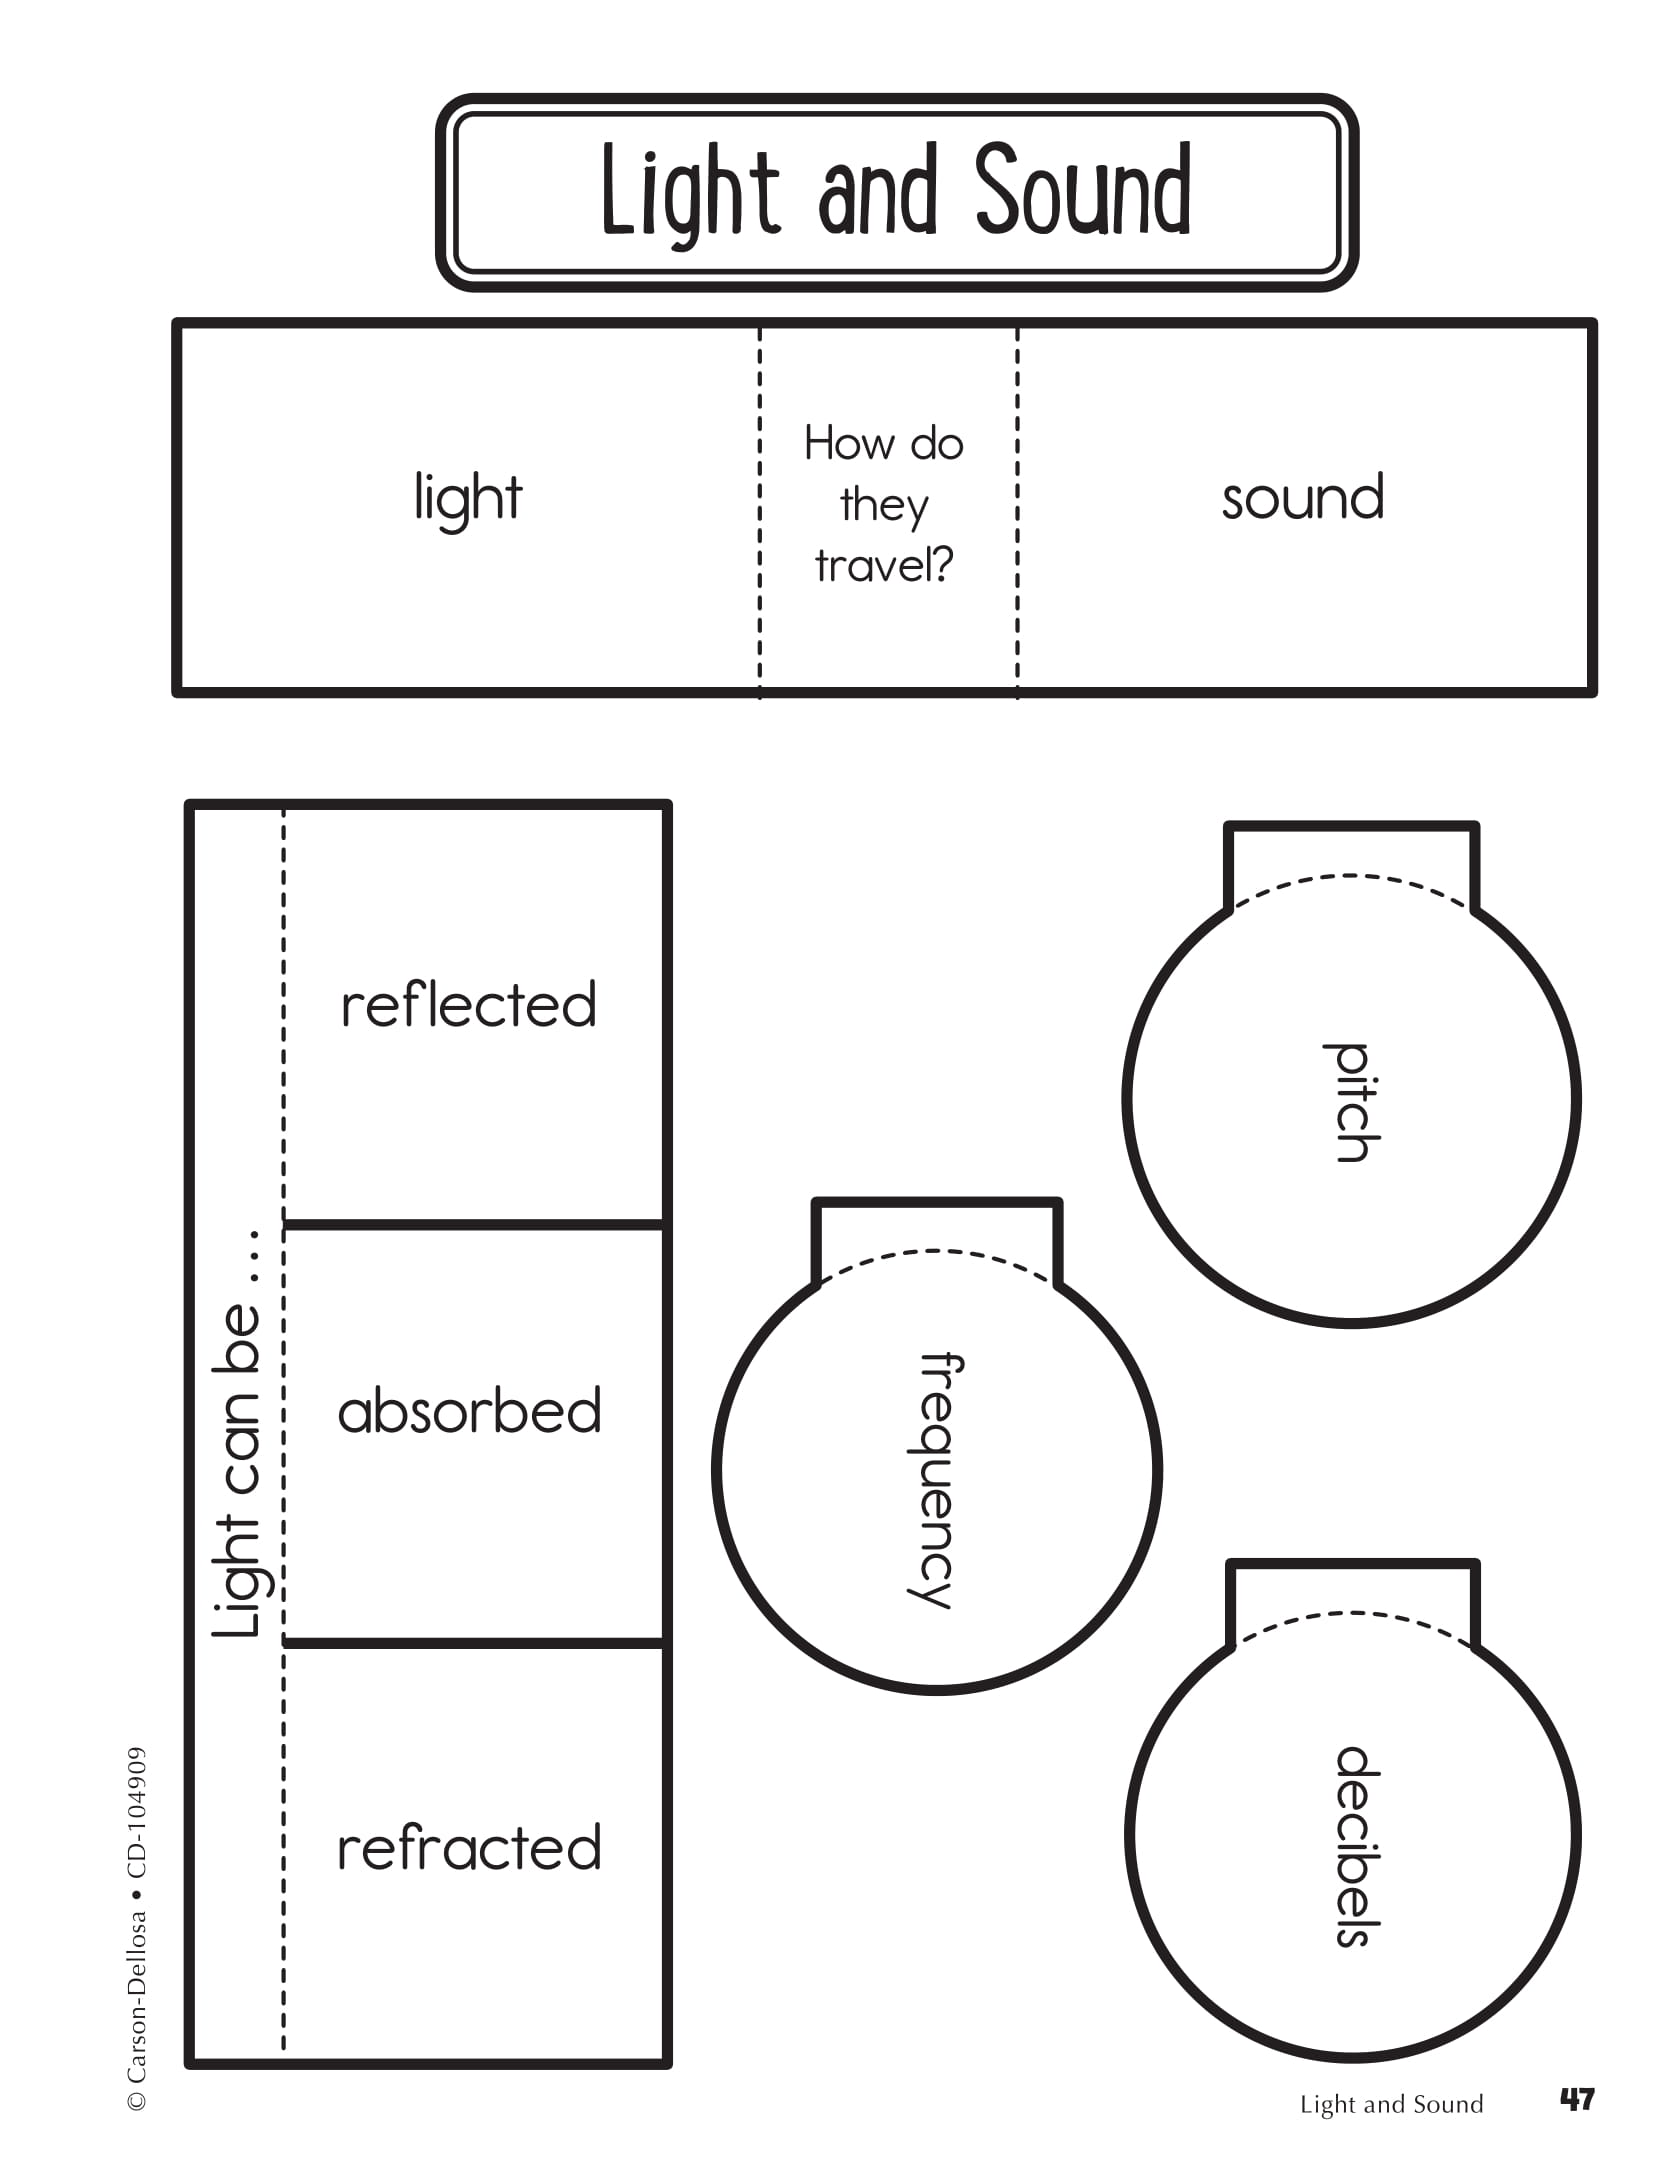 Light and Sound
light
How do
they
travel?
sound
Light can be ...
reflected
absorbed
refracted
pitch
frequency
decibels
© Carson-Dellosa • CD-104909
Light and Sound 47